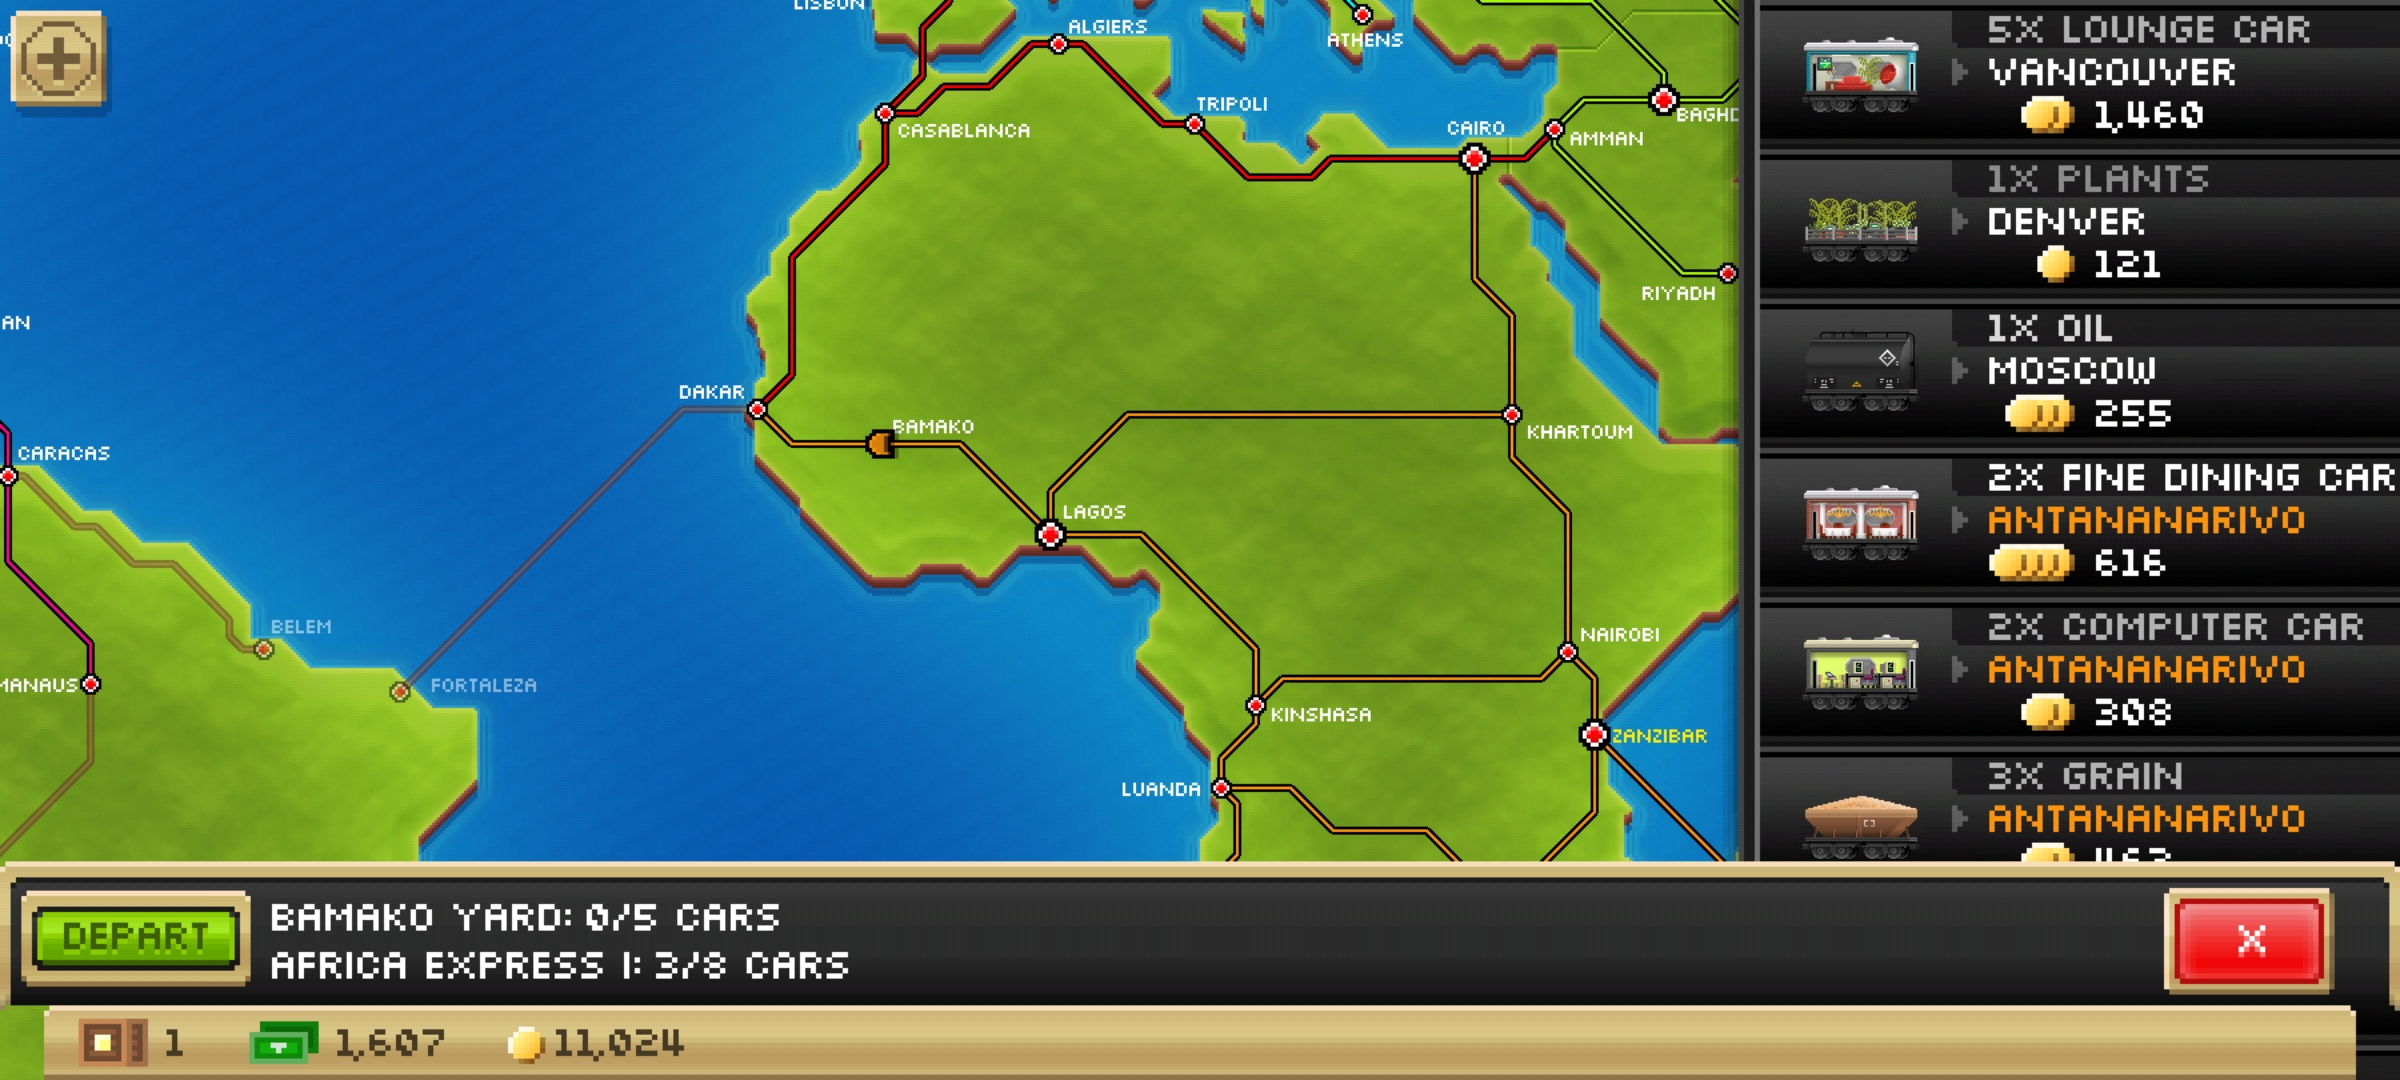 LISBON
ALGIERS
ATHENS
TRIPOLI
CASABLANCA
CAIRO
AMMAN
BAGHD
RIYADH
AN
DAKAR
BAMAKO
KHARTOUM
CARACAS
LAGOS
BELEM
NAIROBI
MANAUS
FORTALEZA
KINSHASA
ZANZIBAR
LUANDA
5X LOUNGE CAR
VANCOUVER
1,460
1X PLANTS
DENVER
121
1X OIL
MOSCOW
255
2X FINE DINING CAR
ANTANANARIVO
616
2X COMPUTER CAR
ANTANANARIVO
308
3X GRAIN
ANTANANARIVO
DEPART
BAMAKO YARD: 0/5 CARS
AFRICA EXPRESS I: 3/8 CARS
X
1 1,607 11,024